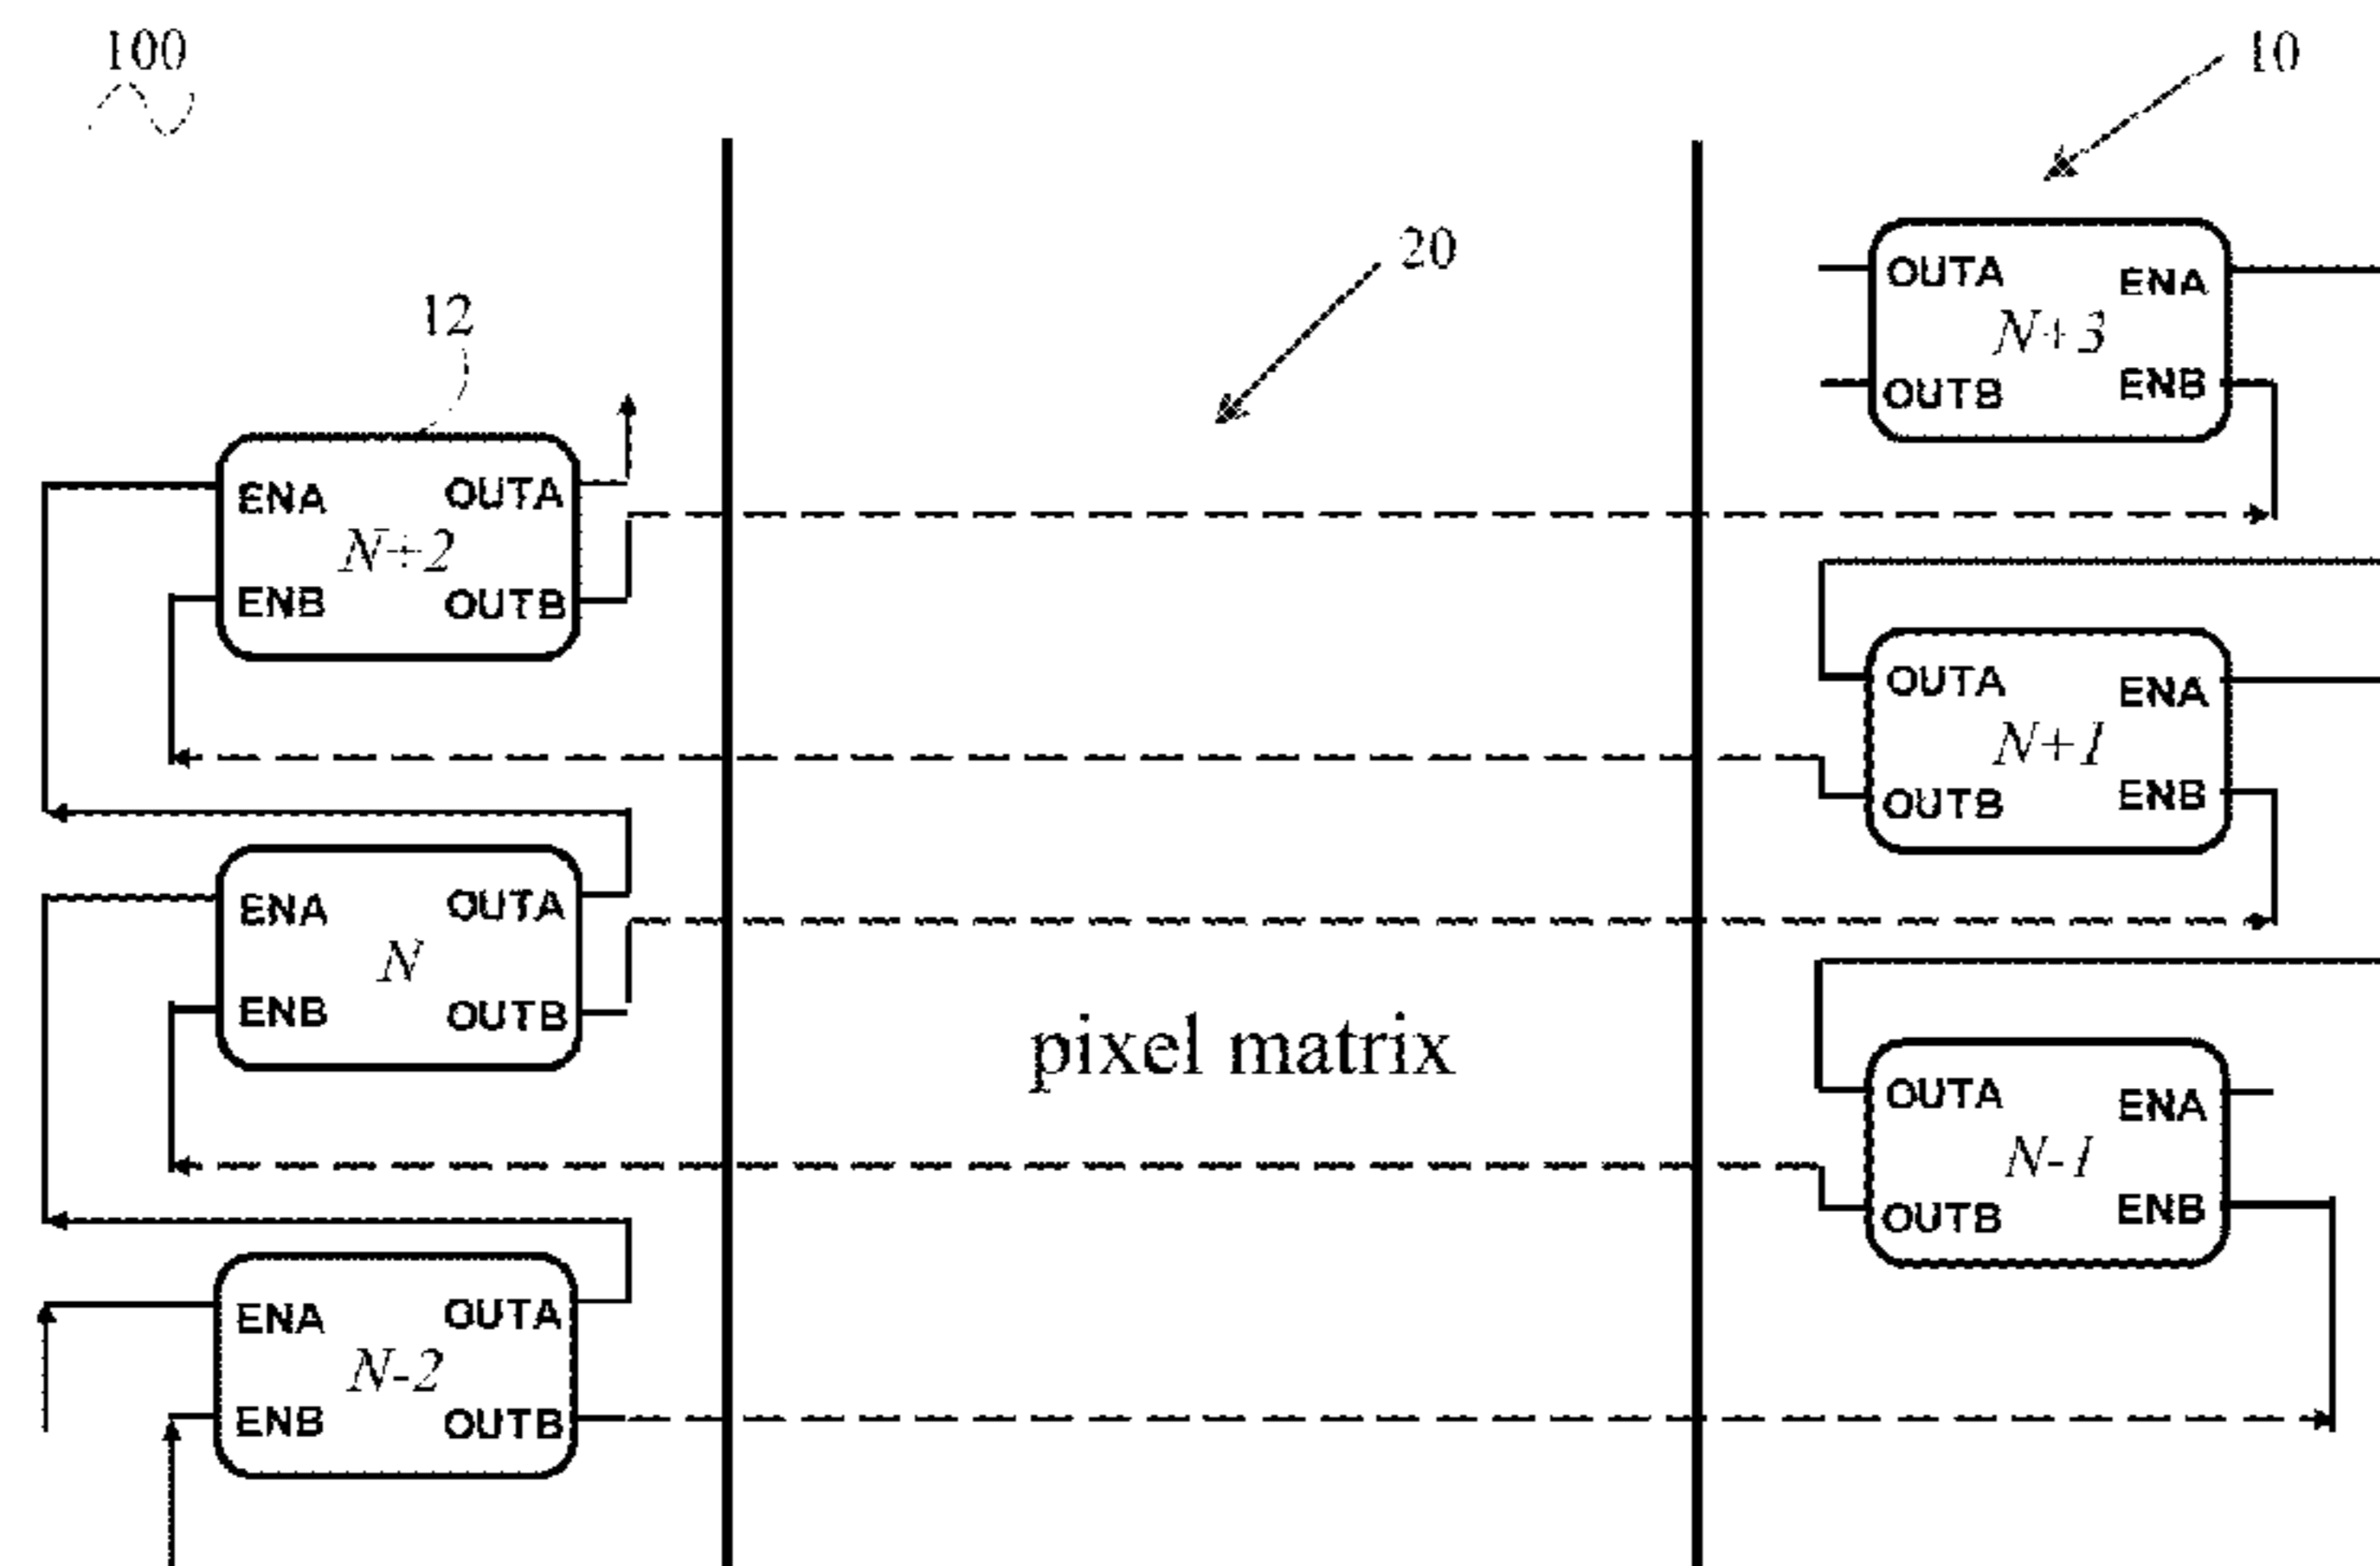 100
10
20
12
OUTA ENA
N+3
OUTB ENB
ENA OUTA
N+2
ENB OUTB
OUTA ENA
N+1
OUTB ENB
ENA OUTA
N
ENB OUTB
pixel matrix
OUTA ENA
N-1
OUTB ENB
ENA OUTA
N-2
ENB OUTB